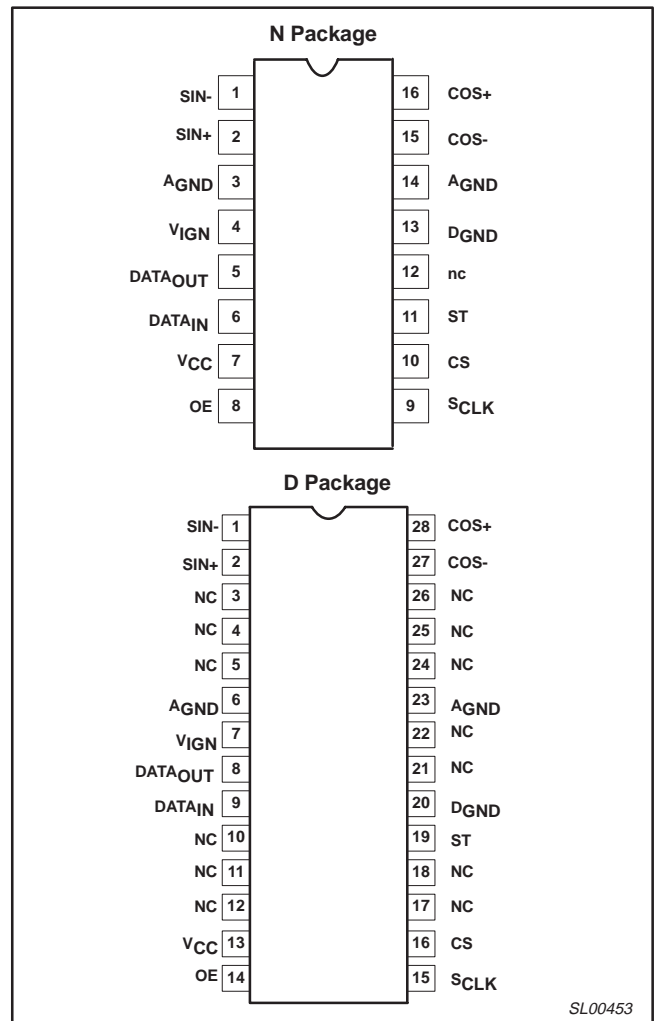 N Package
SIN- 1 16 COS+
SIN+ 2 15 COS-
AGND 3 14 AGND
VIGN 4 13 DGND
DATAOUT 5 12 nc
DATAIN 6 11 ST
VCC 7 10 CS
OE 8 9 SCLK
D Package
SIN- 1 28 COS+
SIN+ 2 27 COS-
NC 3 26 NC
NC 4 25 NC
NC 5 24 NC
AGND 6 23 AGND
VIGN 7 22 NC
DATAOUT 8 21 NC
DATAIN 9 20 DGND
NC 10 19 ST
NC 11 18 NC
NC 12 17 NC
VCC 13 16 CS
OE 14 15 SCLK
SL00453